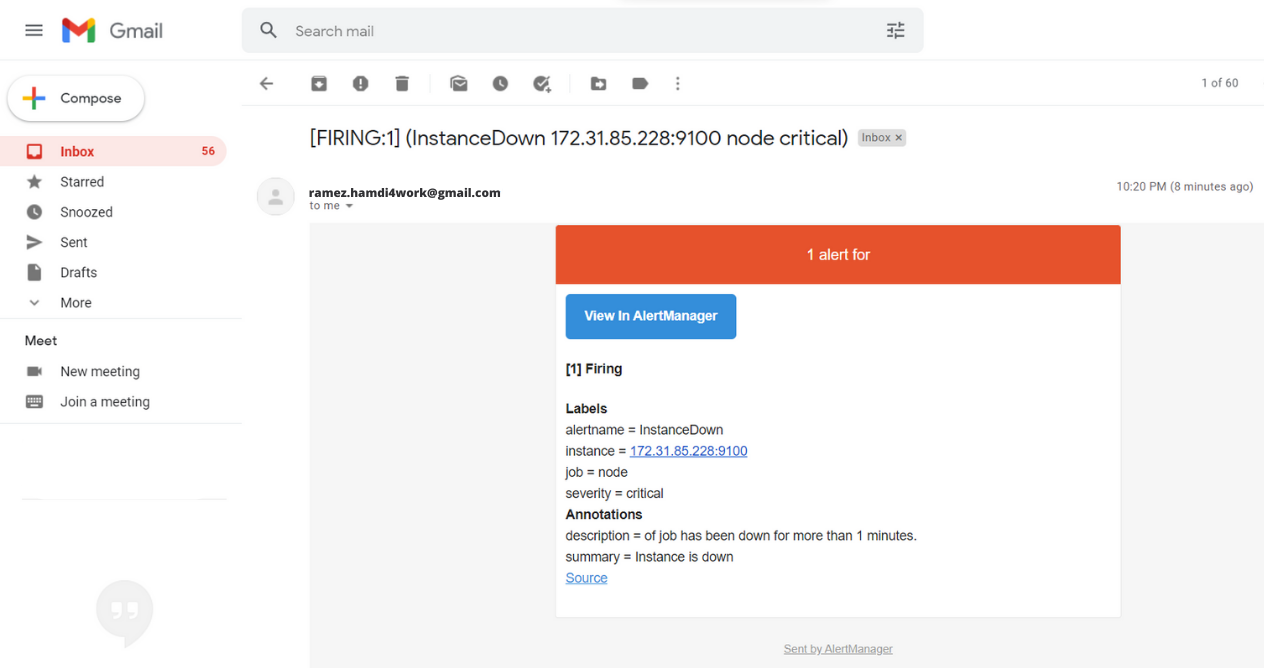 Gmail
Search mail
Compose
1 of 60
Inbox 56
Starred
Snoozed
Sent
Drafts
More
Meet
New meeting
Join a meeting
[FIRING:1] (InstanceDown 172.31.85.228:9100 node critical) Inbox ×
ramez.hamdi4work@gmail.com 10:20 PM (8 minutes ago)
to me
1 alert for
View In AlertManager
[1] Firing
Labels
alertname = InstanceDown
instance = 172.31.85.228:9100
job = node
severity = critical
Annotations
description = of job has been down for more than 1 minutes.
summary = Instance is down
Source
Sent by AlertManager